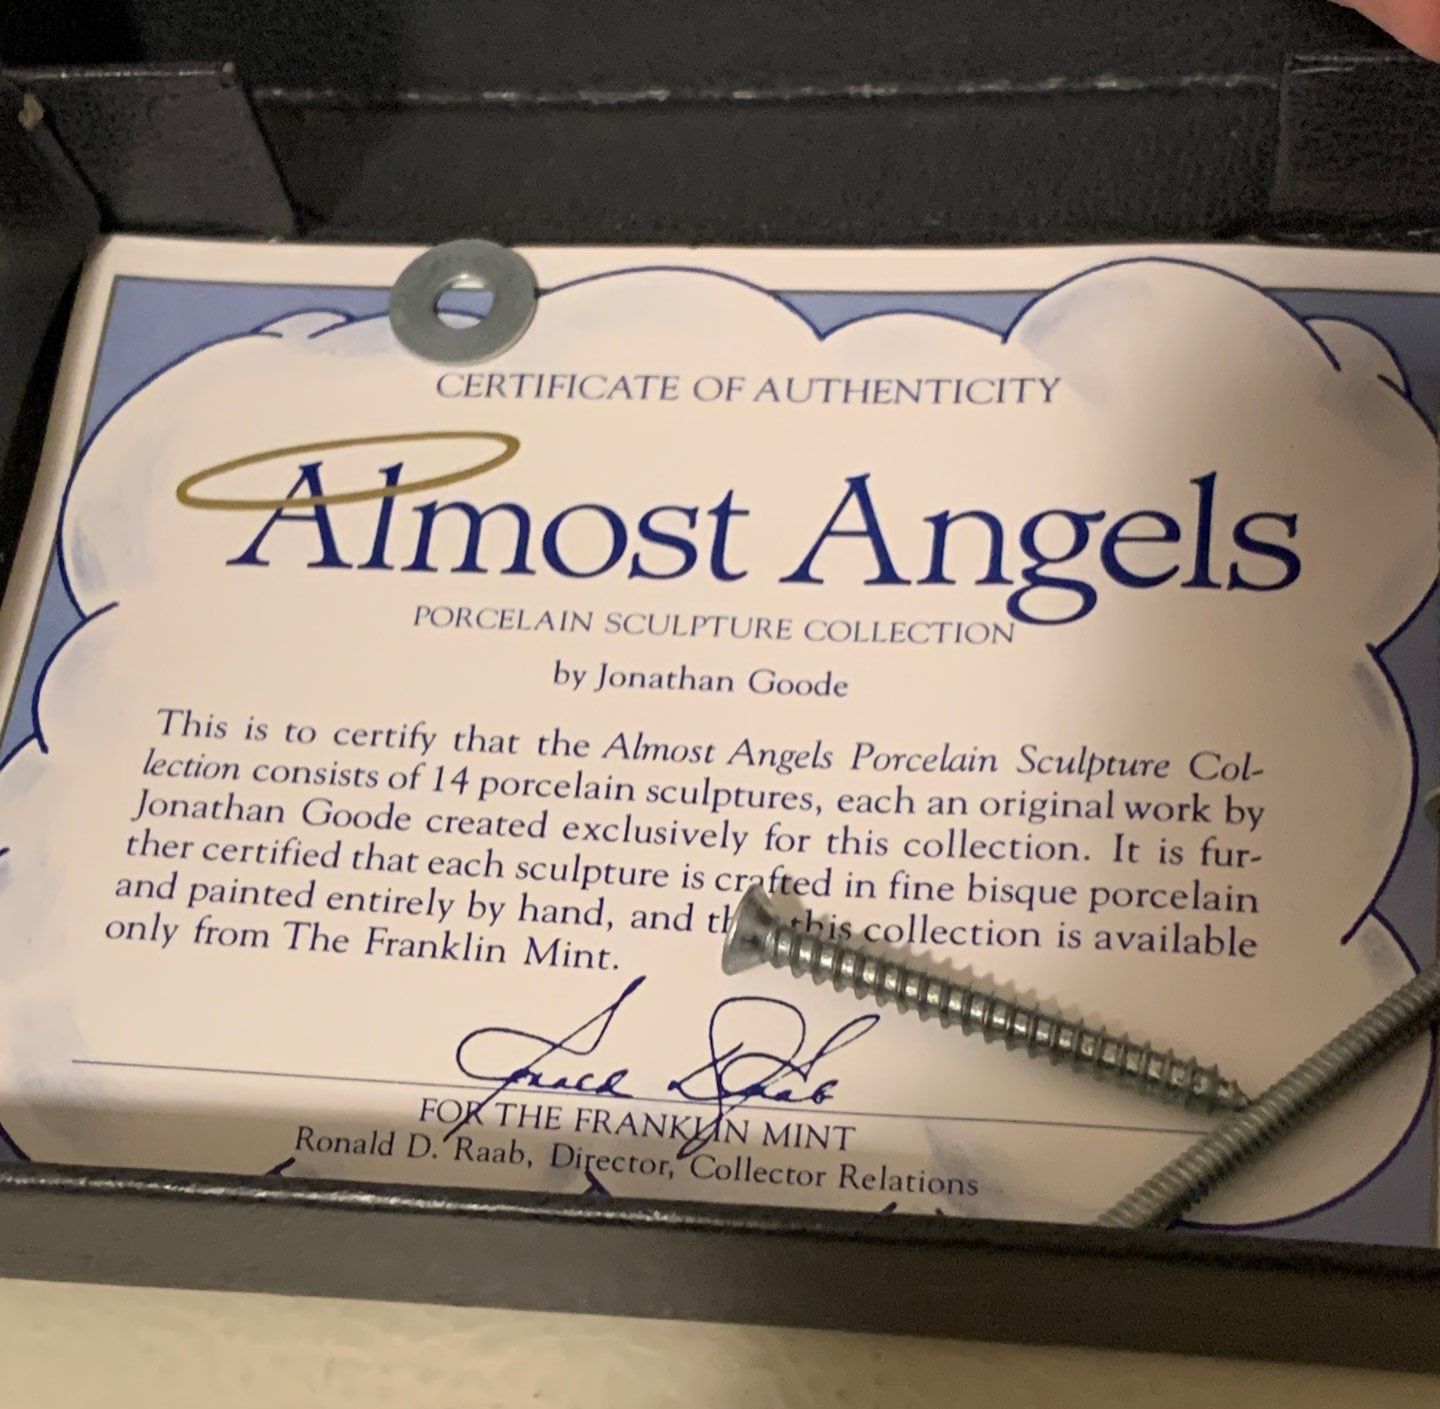 CERTIFICATE OF AUTHENTICITY
Almost Angels
PORCELAIN SCULPTURE COLLECTION
by Jonathan Goode
This is to certify that the Almost Angels Porcelain Sculpture Col-
lection consists of 14 porcelain sculptures, each an original work by
Jonathan Goode created exclusively for this collection. It is fur-
ther certified that each sculpture is crafted in fine bisque porcelain
and painted entirely by hand, and this collection is available
only from The Franklin Mint.
FOR THE FRANKLIN MINT
Ronald D. Raab, Director, Collector Relations